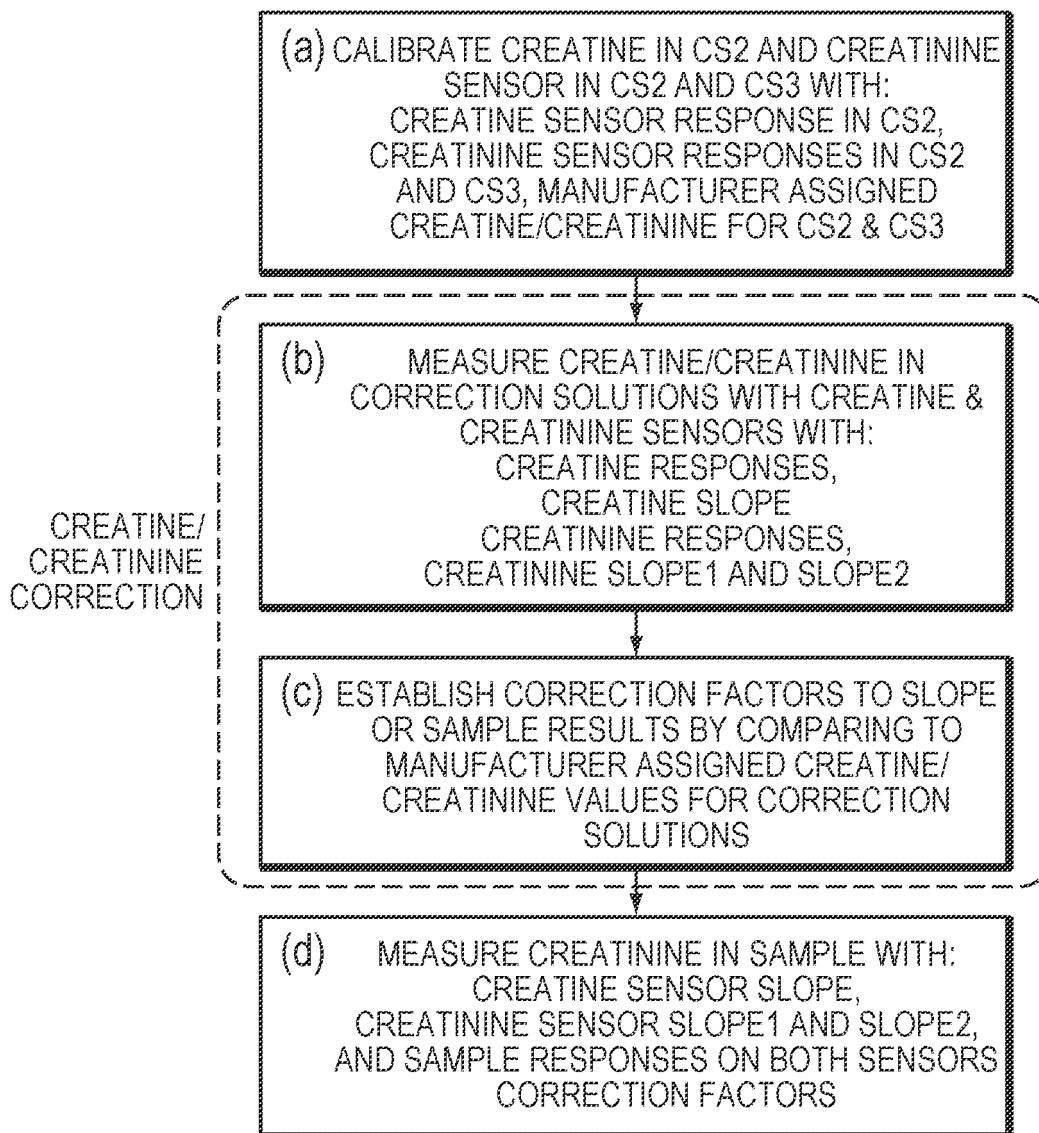 (a) CALIBRATE CREATINE IN CS2 AND CREATININE
SENSOR IN CS2 AND CS3 WITH:
CREATINE SENSOR RESPONSE IN CS2,
CREATININE SENSOR RESPONSES IN CS2
AND CS3, MANUFACTURER ASSIGNED
CREATINE/CREATININE FOR CS2 & CS3
CREATINE/
CREATININE
CORRECTION
(b) MEASURE CREATINE/CREATININE IN
CORRECTION SOLUTIONS WITH CREATINE &
CREATININE SENSORS WITH:
CREATINE RESPONSES,
CREATINE SLOPE
CREATININE RESPONSES,
CREATININE SLOPE1 AND SLOPE2
(c) ESTABLISH CORRECTION FACTORS TO SLOPE
OR SAMPLE RESULTS BY COMPARING TO
MANUFACTURER ASSIGNED CREATINE/
CREATININE VALUES FOR CORRECTION
SOLUTIONS
(d) MEASURE CREATININE IN SAMPLE WITH:
CREATINE SENSOR SLOPE,
CREATININE SENSOR SLOPE1 AND SLOPE2,
AND SAMPLE RESPONSES ON BOTH SENSORS
CORRECTION FACTORS